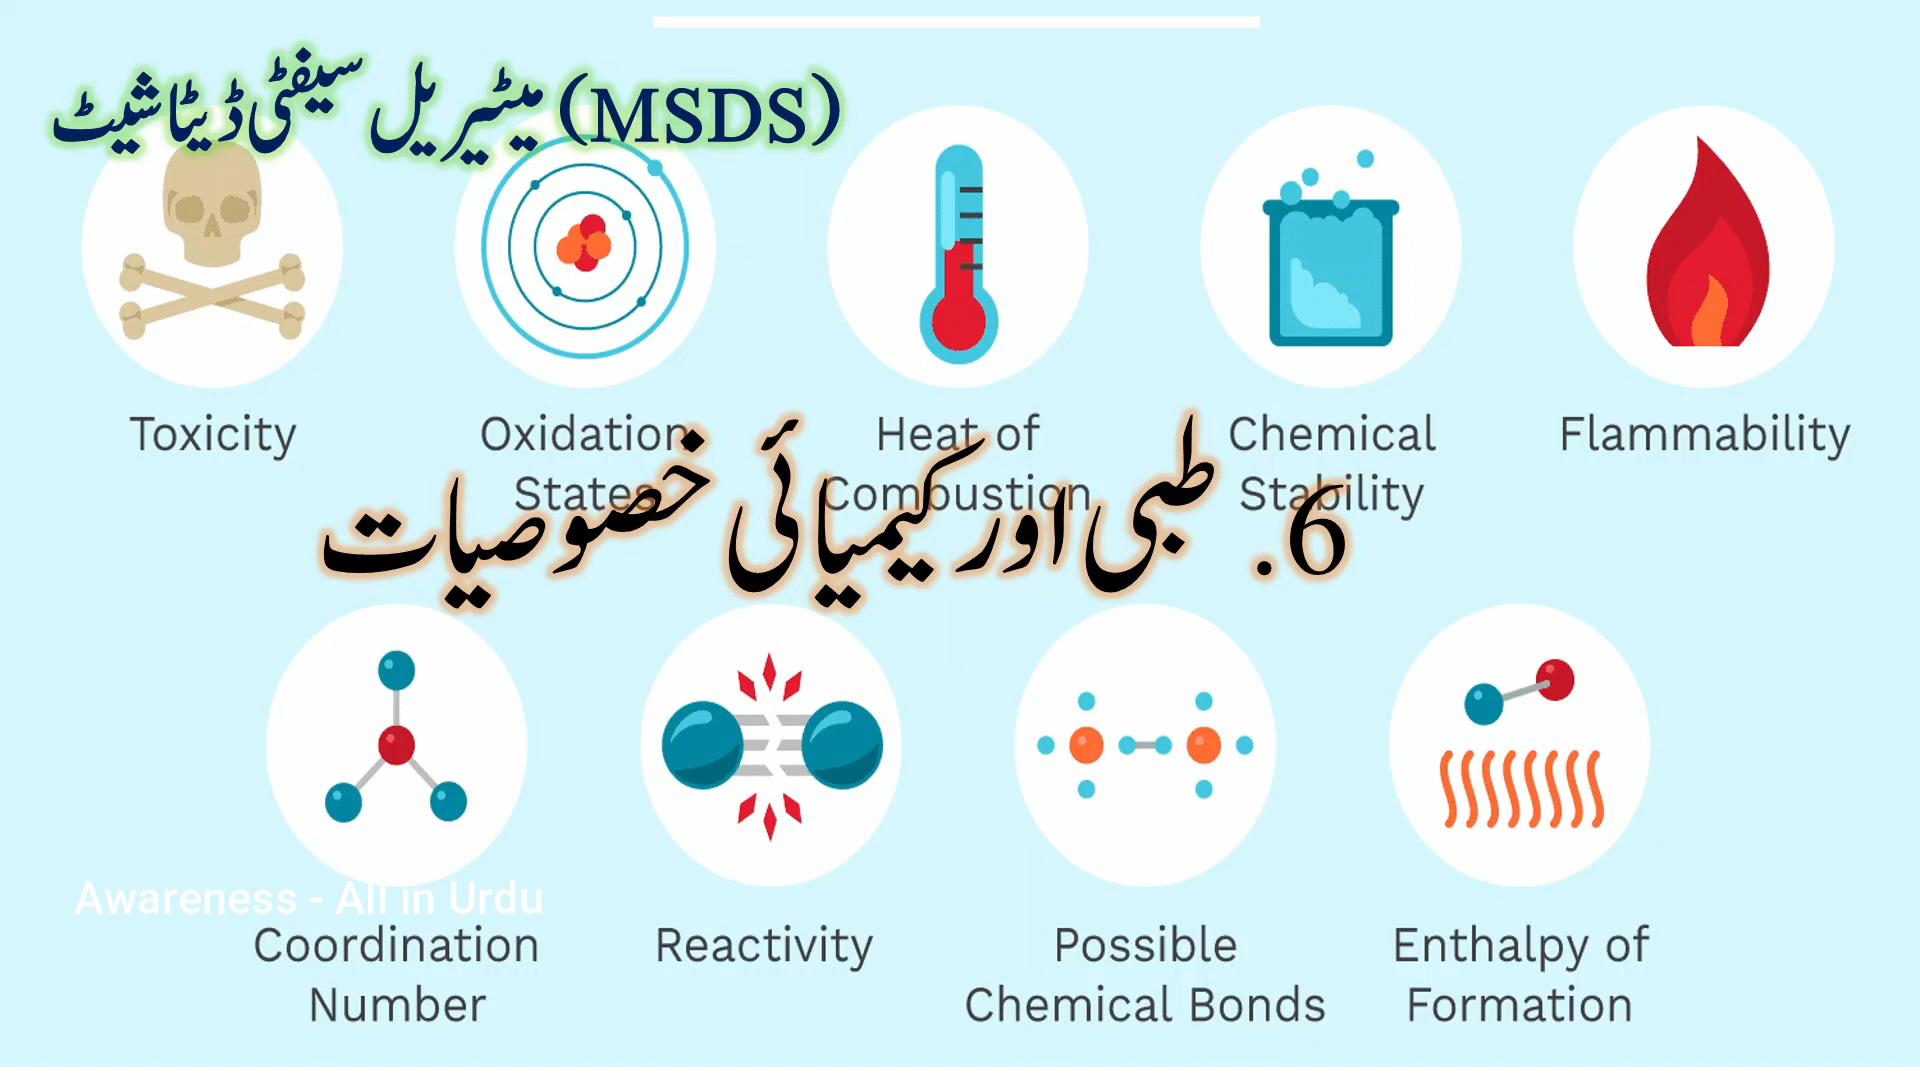 (MSDS) میٹیریل سیفٹی ڈیٹا شیٹ
Toxicity
Oxidation
States
Heat of
Combustion
Chemical
Stability
Flammability
6. طبی اور کیمیائی خصوصیات
Awareness - All in Urdu
Coordination
Number
Reactivity
Possible
Chemical Bonds
Enthalpy of
Formation